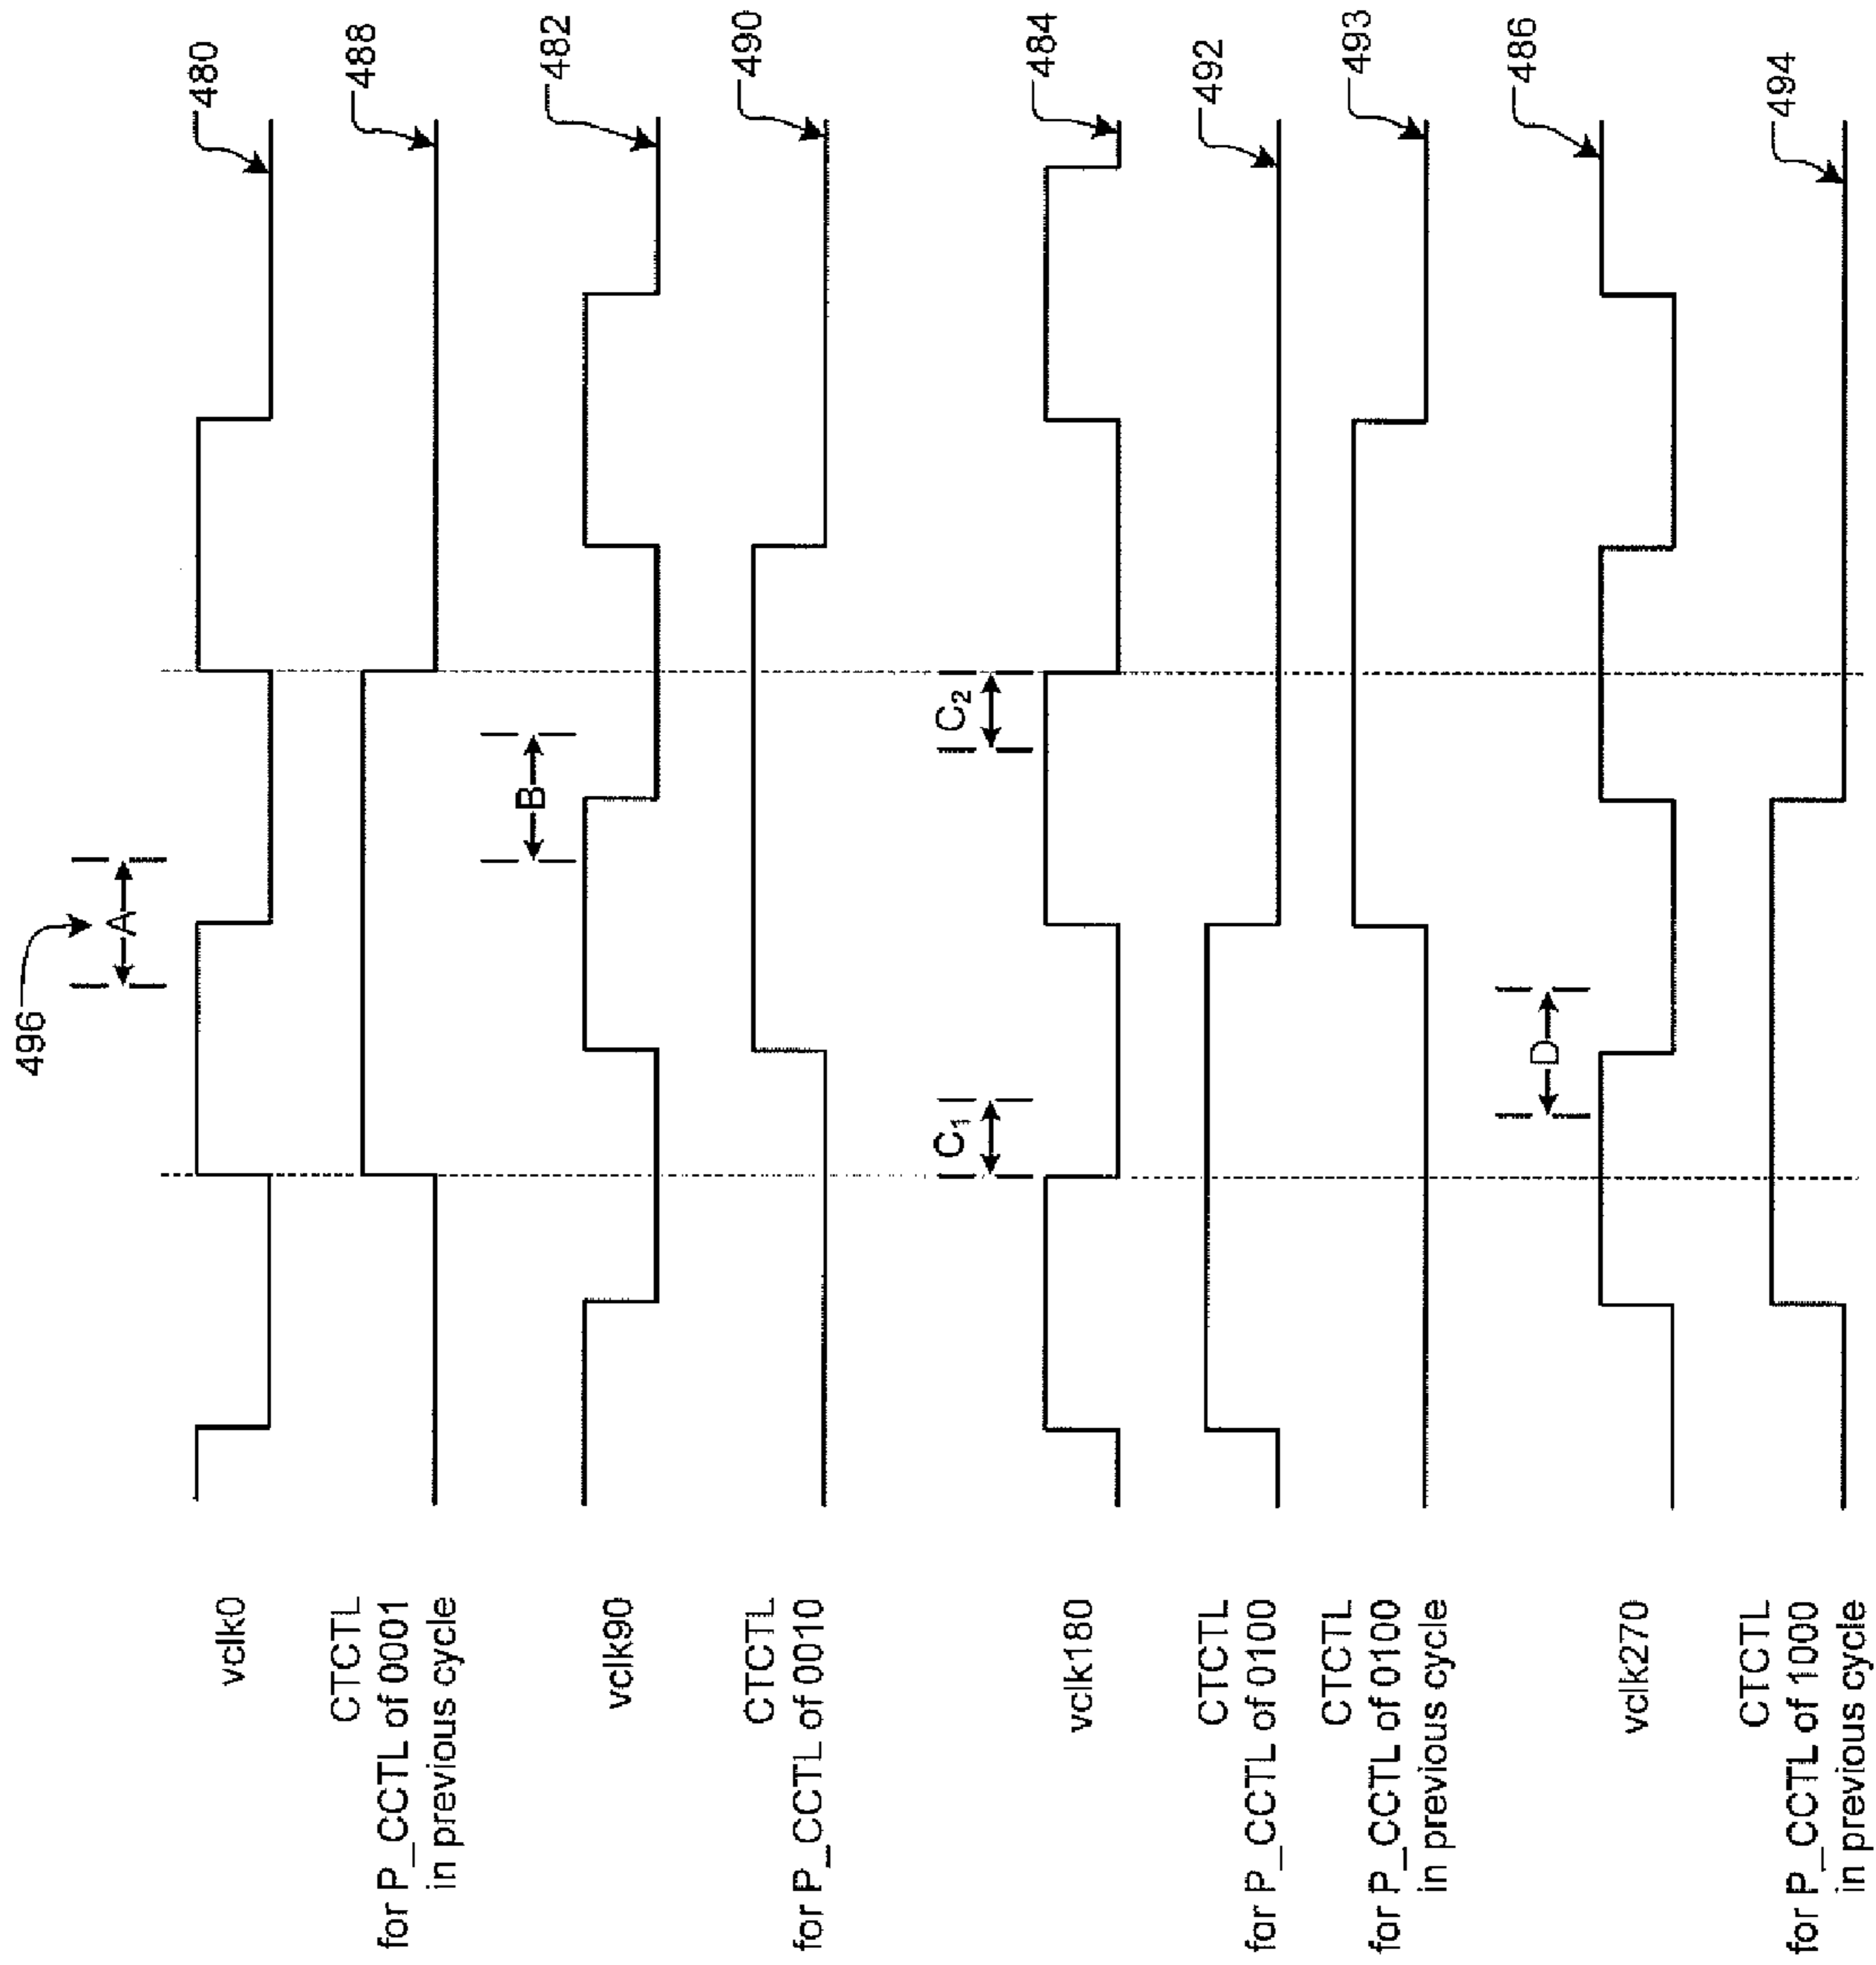 496
A
vclk0
480
CTCTL
for P_CCTL of 0001
in previous cycle
488
B
vclk90
482
CTCTL
for P_CCTL of 0010
490
C₁
C₂
vclk180
484
CTCTL
for P_CCTL of 0100
492
CTCTL
for P_CCTL of 0100
in previous cycle
493
D
vclk270
486
CTCTL
for P_CCTL of 1000
in previous cycle
494